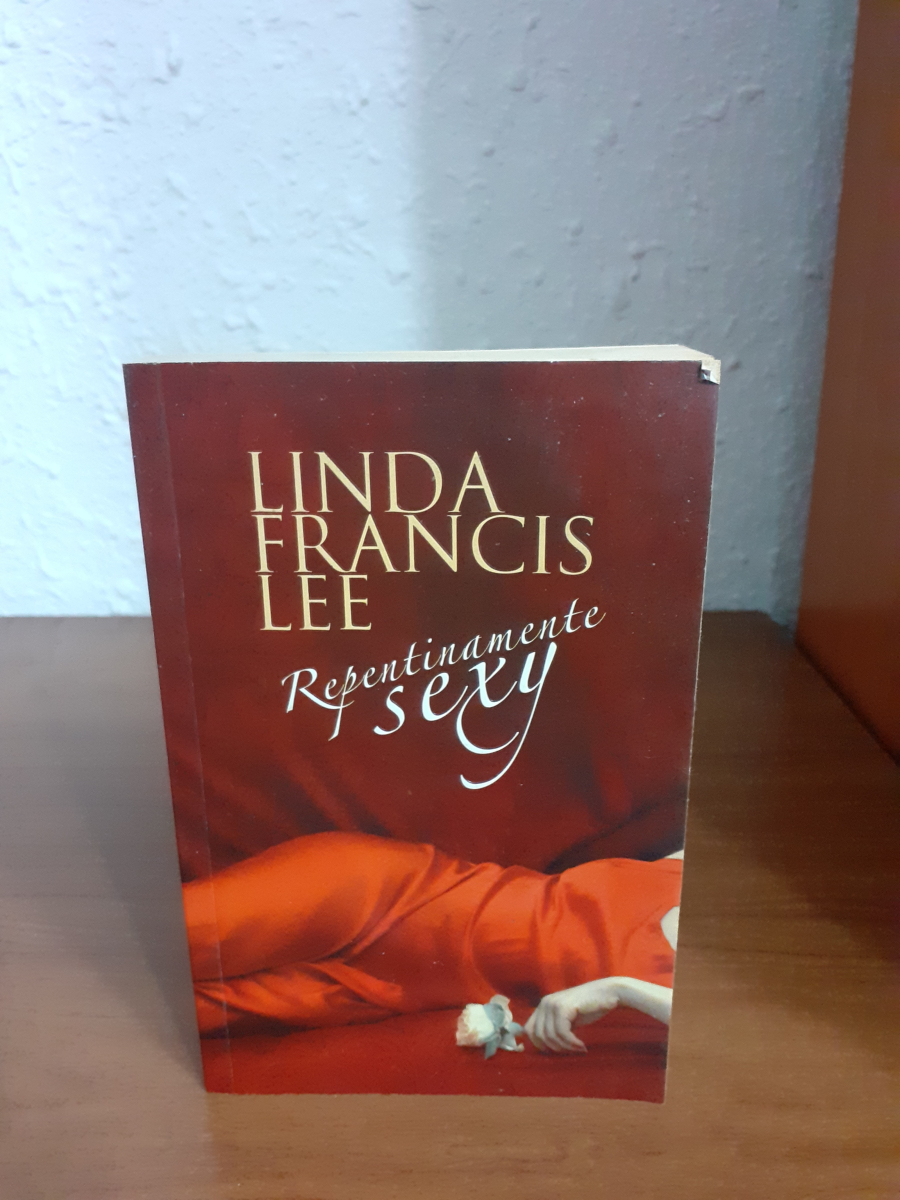 LINDA
FRANCIS
LEE
Repentinamente
sexy